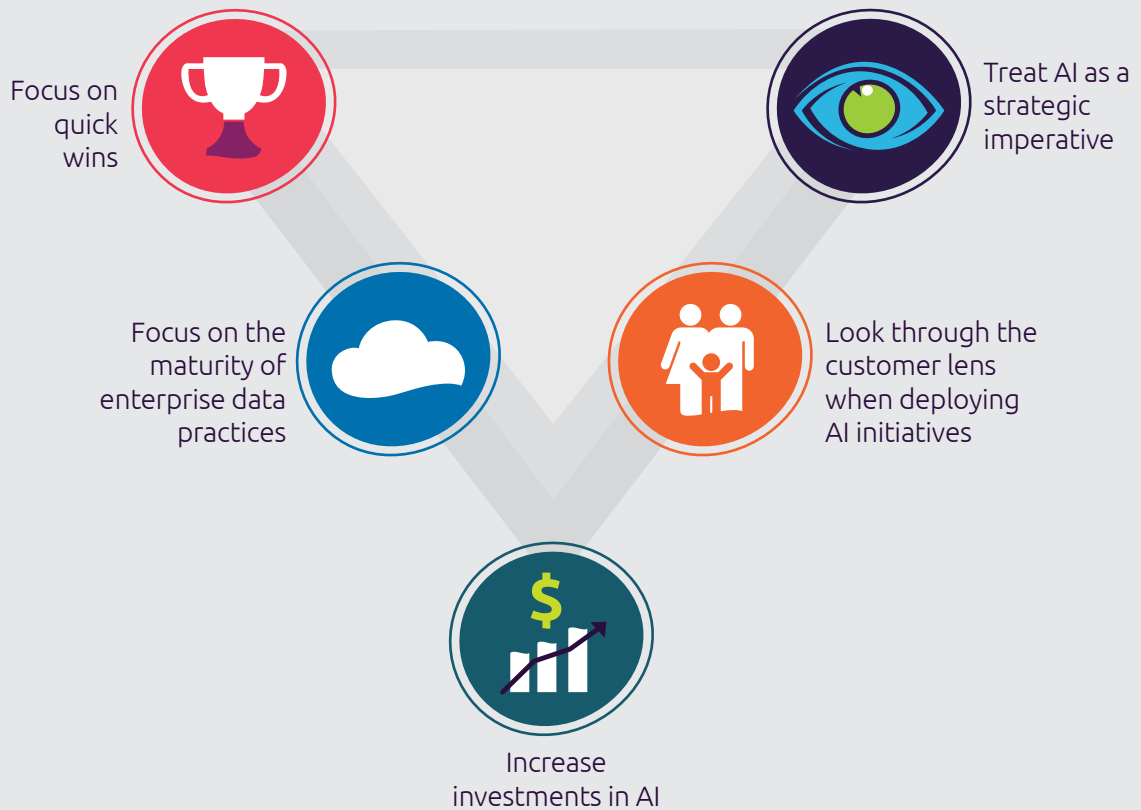 Focus on
quick
wins
Treat AI as a
strategic
imperative
Focus on the
maturity of
enterprise data
practices
Look through the
customer lens
when deploying
AI initiatives
$
Increase
investments in AI